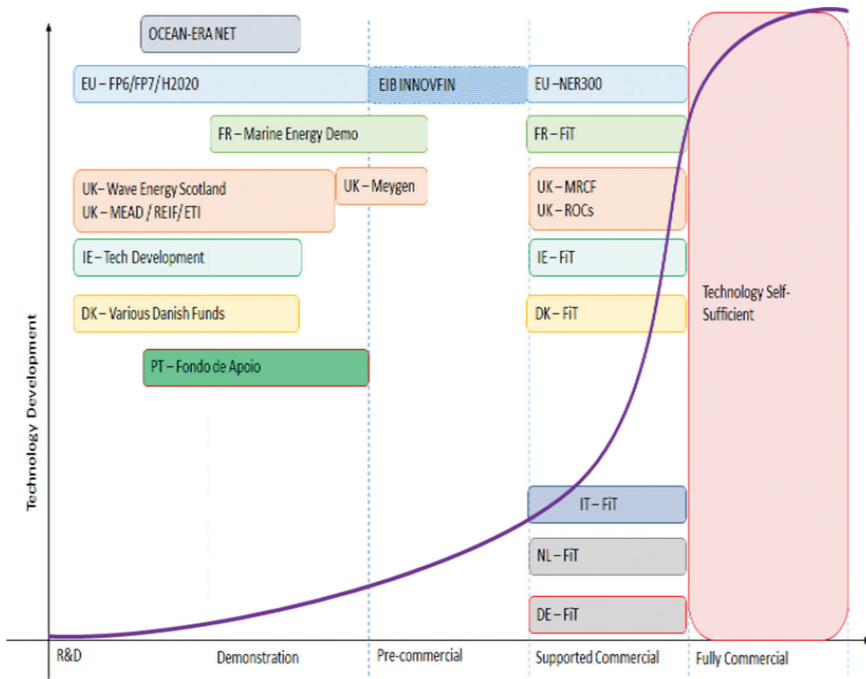 OCEAN-ERA NET
EU – FP6/FP7/H2020
EIB INNOVFIN
EU –NER300
FR – Marine Energy Demo
FR – FiT
UK– Wave Energy Scotland
UK – MEAD / REIF/ETI
UK – Meygen
UK – MRCF
UK – ROCs
IE – Tech Development
IE – FiT
DK – Various Danish Funds
DK – FiT
Technology Self-
Sufficient
PT – Fondo de Apoio
Technology Development
IT – FiT
NL – FiT
DE – FiT
R&D
Demonstration
Pre-commercial
Supported Commercial
Fully Commercial